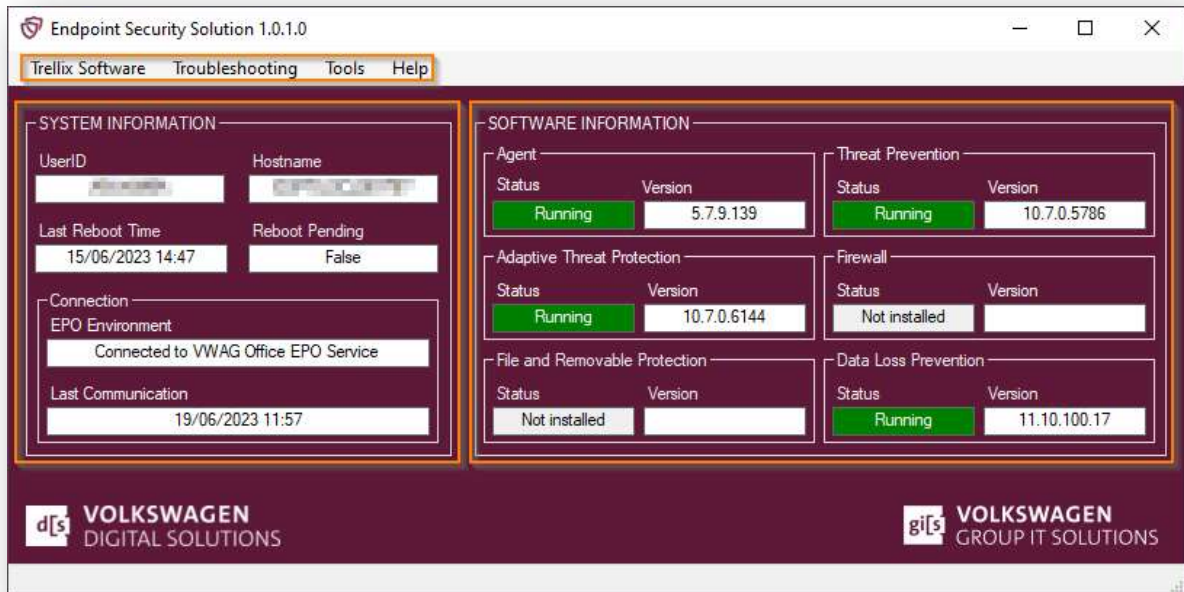 Endpoint Security Solution 1.0.1.0
Trellix Software Troubleshooting Tools Help
SYSTEM INFORMATION
UserID Hostname
Last Reboot Time Reboot Pending
15/06/2023 14:47 False
Connection
EPO Environment
Connected to VWAG Office EPO Service
Last Communication
19/06/2023 11:57
SOFTWARE INFORMATION
Agent
Status Version
Running 5.7.9.139
Threat Prevention
Status Version
Running 10.7.0.5786
Adaptive Threat Protection
Status Version
Running 10.7.0.6144
Firewall
Status Version
Not installed
File and Removable Protection
Status Version
Not installed
Data Loss Prevention
Status Version
Running 11.10.100.17
d[s VOLKSWAGEN
DIGITAL SOLUTIONS
gi[s VOLKSWAGEN
GROUP IT SOLUTIONS